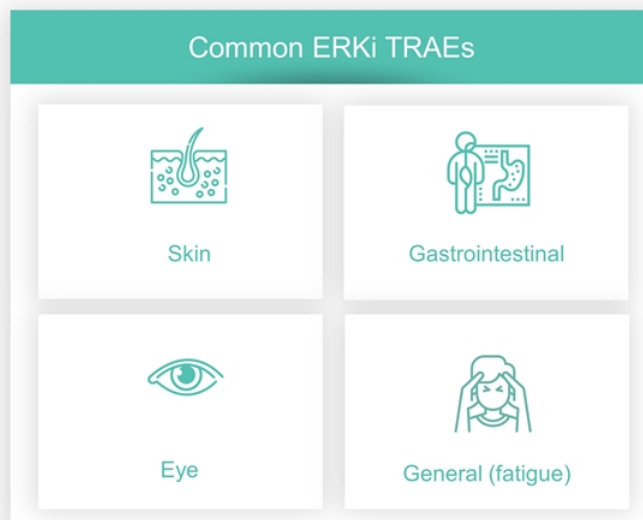 Common ERKi TRAEs
Skin
Gastrointestinal
Eye
General (fatigue)